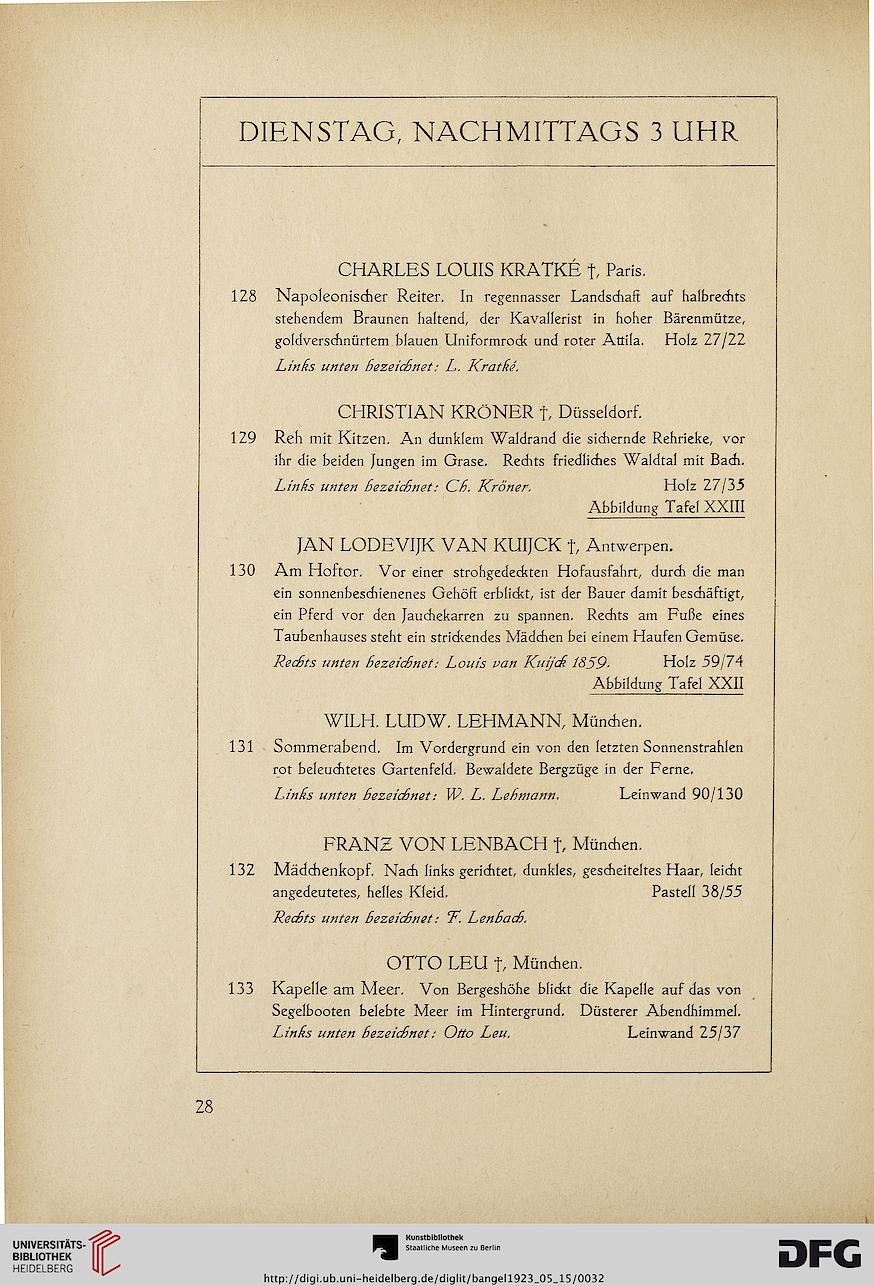 DIENSTAG, NACHMITTAGS 3 UHR
CHARLES LOUIS KRATKÉ †, Paris.
128 Napoleonischer Reiter. In regennasser Landschaft auf halbrechts
stehendem Braunen haltend, der Kavallerist in hoher Bärenmütze,
goldverschnürtem blauen Uniformrock und roter Attila. Holz 27/22
Links unten bezeichnet: L. Kratké.
CHRISTIAN KRÖNER †, Düsseldorf.
129 Reh mit Kitzen. An dunklem Waldrand die sichernde Rehrieke, vor
ihr die beiden Jungen im Grase. Rechts friedliches Waldtal mit Bach.
Links unten bezeichnet: Ch. Kröner. Holz 27/35
Abbildung Tafel XXIII
JAN LODEVIJK VAN KUIJCK †, Antwerpen.
130 Am Hoftor. Vor einer strohgedeckten Hofausfahrt, durch die man
ein sonnenbeschienenes Gehöft erblickt, ist der Bauer damit beschäftigt,
ein Pferd vor den Jauchekarren zu spannen. Rechts am Fuße eines
Taubenhauses steht ein strickendes Mädchen bei einem Haufen Gemüse.
Rechts unten bezeichnet: Louis van Kuijck 1859. Holz 59/74
Abbildung Tafel XXII
WILH. LUDW. LEHMANN, München.
131 Sommerabend. Im Vordergrund ein von den letzten Sonnenstrahlen
rot beleuchtetes Gartenfeld. Bewaldete Bergzüge in der Ferne.
Links unten bezeichnet: W. L. Lehmann. Leinwand 90/130
FRANZ VON LENBACH †, München.
132 Mädchenkopf. Nach links gerichtet, dunkles, gescheiteltes Haar, leicht
angedeutetes, helles Kleid. Pastell 38/55
Rechts unten bezeichnet: F. Lenbach.
OTTO LEU †, München.
133 Kapelle am Meer. Von Bergeshöhe blickt die Kapelle auf das von
Segelbooten belebte Meer im Hintergrund. Düsterer Abendhimmel.
Links unten bezeichnet: Otto Leu. Leinwand 25/37
28
UNIVERSITÄTS-
BIBLIOTHEK
HEIDELBERG
Kunstbibliothek
Staatliche Museen zu Berlin
DFG
http://digi.ub.uni-heidelberg.de/diglit/bangel1923_05_15/0032